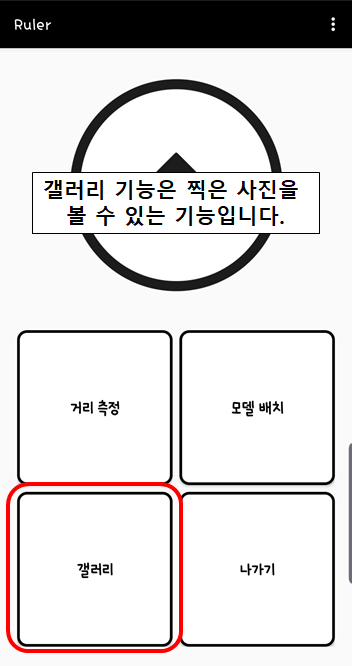 Ruler
갤러리 기능은 찍은 사진을
볼 수 있는 기능입니다.
거리 측정
모델 배치
갤러리
나가기